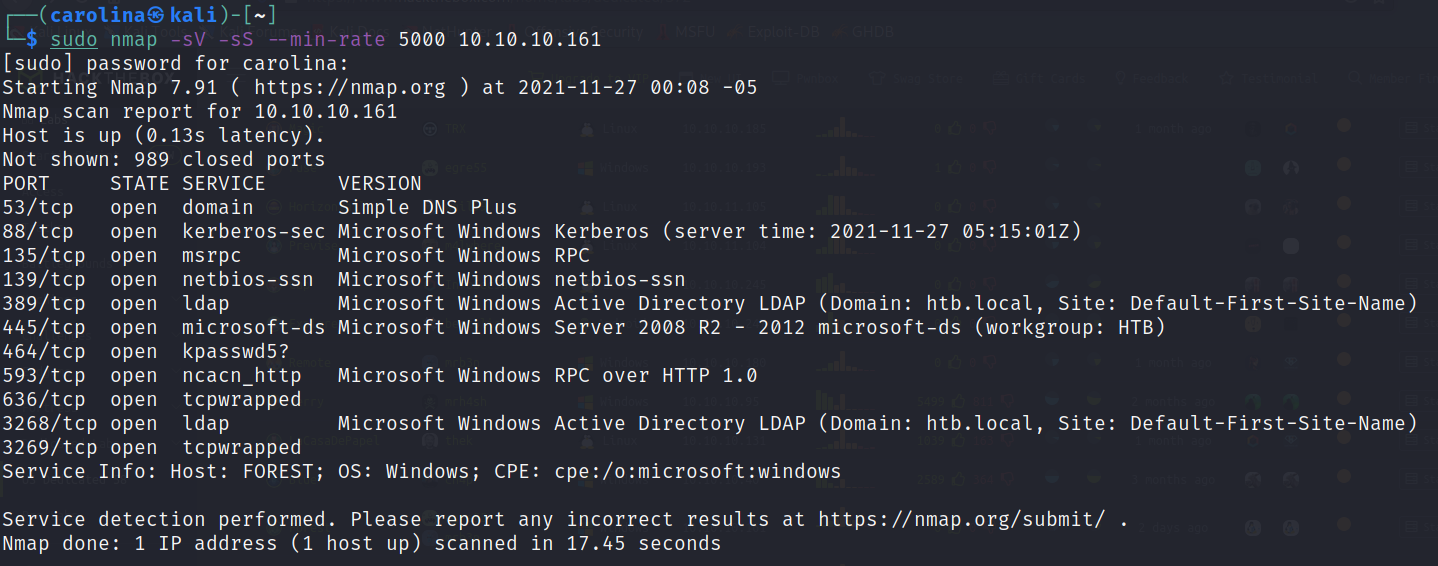 ┌──(carolina㉿kali)-[~]
└─$ sudo nmap -sV -sS --min-rate 5000 10.10.10.161
[sudo] password for carolina:
Starting Nmap 7.91 ( https://nmap.org ) at 2021-11-27 00:08 -05
Nmap scan report for 10.10.10.161
Host is up (0.13s latency).
Not shown: 989 closed ports
PORT     STATE SERVICE      VERSION
53/tcp   open  domain       Simple DNS Plus
88/tcp   open  kerberos-sec Microsoft Windows Kerberos (server time: 2021-11-27 05:15:01Z)
135/tcp  open  msrpc        Microsoft Windows RPC
139/tcp  open  netbios-ssn  Microsoft Windows netbios-ssn
389/tcp  open  ldap         Microsoft Windows Active Directory LDAP (Domain: htb.local, Site: Default-First-Site-Name)
445/tcp  open  microsoft-ds Microsoft Windows Server 2008 R2 - 2012 microsoft-ds (workgroup: HTB)
464/tcp  open  kpasswd5?
593/tcp  open  ncacn_http   Microsoft Windows RPC over HTTP 1.0
636/tcp  open  tcpwrapped
3268/tcp open  ldap         Microsoft Windows Active Directory LDAP (Domain: htb.local, Site: Default-First-Site-Name)
3269/tcp open  tcpwrapped
Service Info: Host: FOREST; OS: Windows; CPE: cpe:/o:microsoft:windows

Service detection performed. Please report any incorrect results at https://nmap.org/submit/ .
Nmap done: 1 IP address (1 host up) scanned in 17.45 seconds